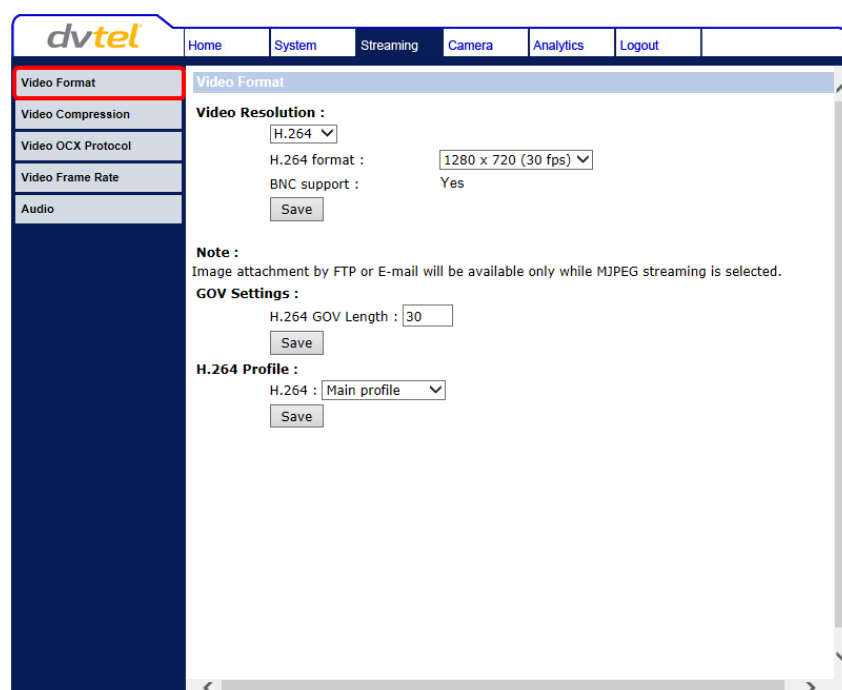 dvtel
Home System Streaming Camera Analytics Logout
Video Format
Video Compression
Video OCX Protocol
Video Frame Rate
Audio
Video Format
Video Resolution :
H.264
H.264 format : 1280 x 720 (30 fps)
BNC support : Yes
Save
Note :
Image attachment by FTP or E-mail will be available only while MJPEG streaming is selected.
GOV Settings :
H.264 GOV Length : 30
Save
H.264 Profile :
H.264 : Main profile
Save